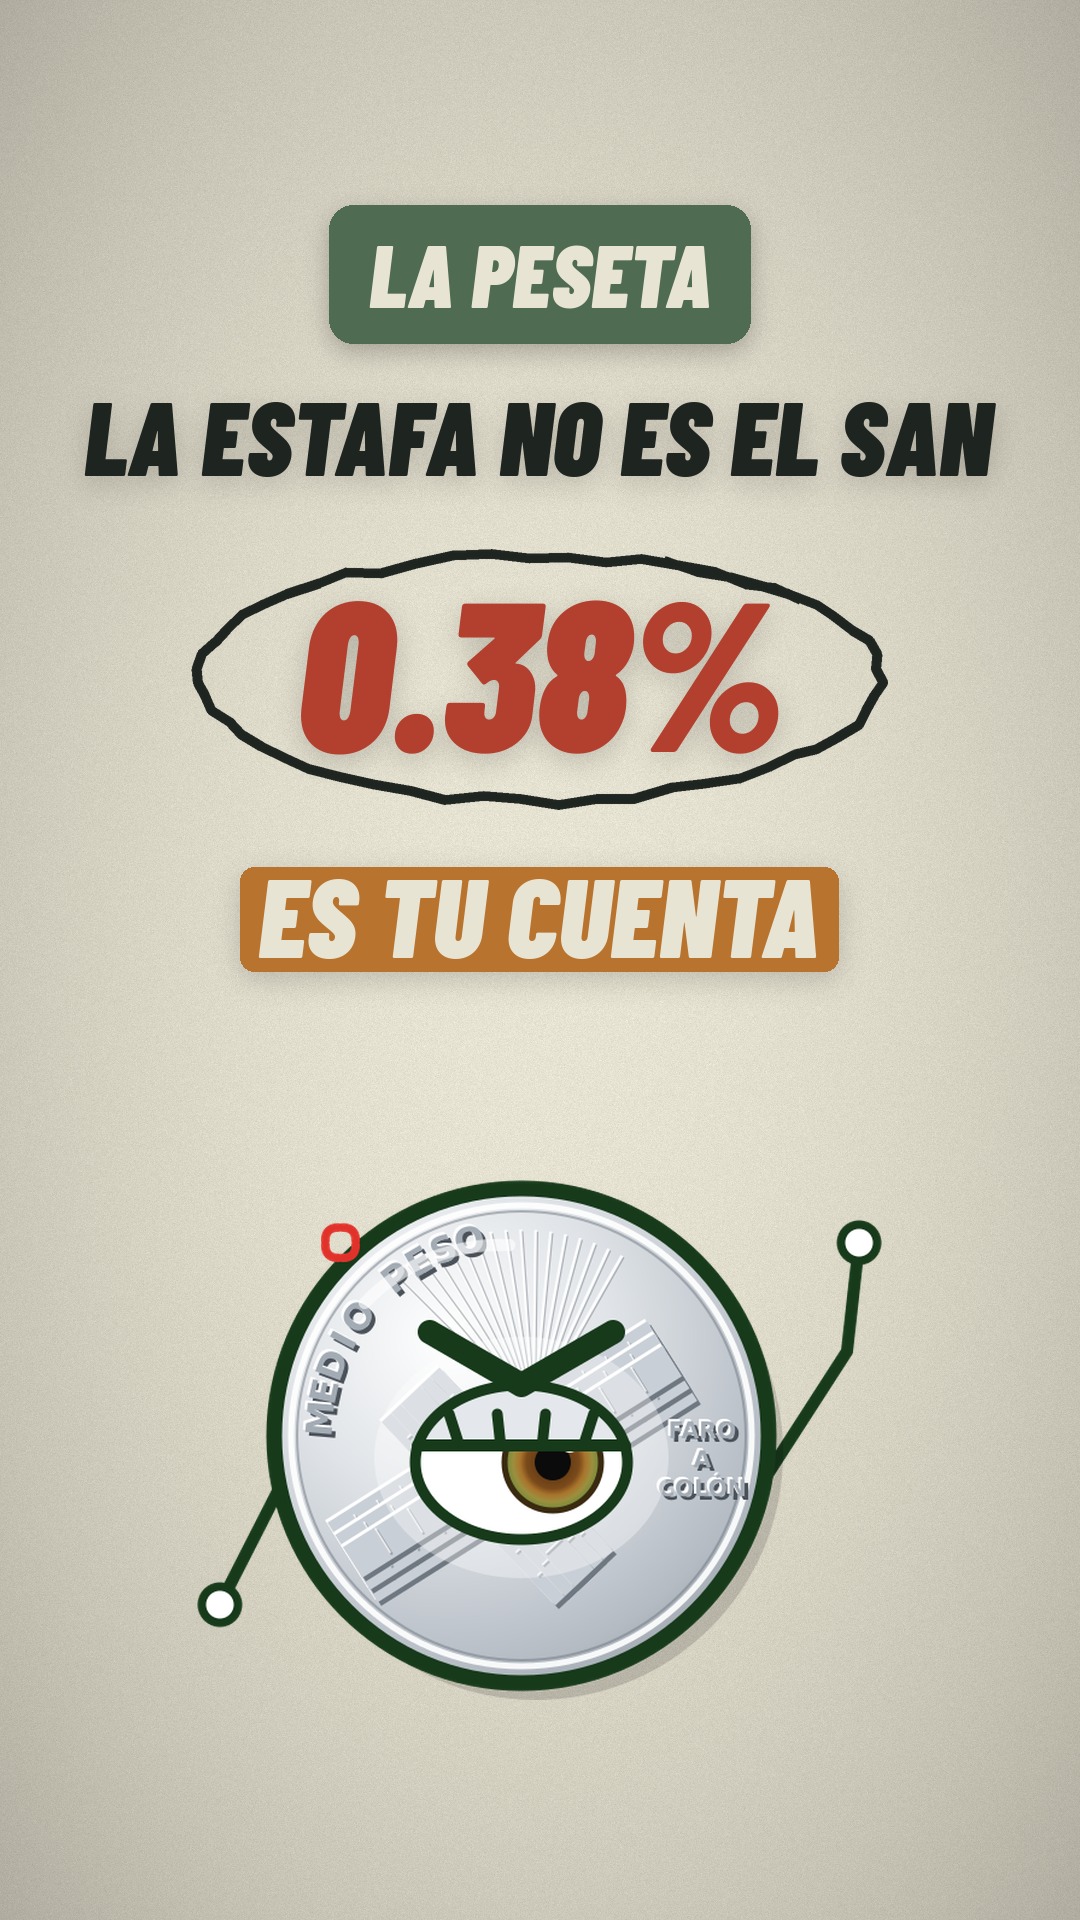 LA PESETA
LA ESTAFA NO ES EL SAN
0.38%
ES TU CUENTA
MEDIO PESO
FARO
A
COLÓN